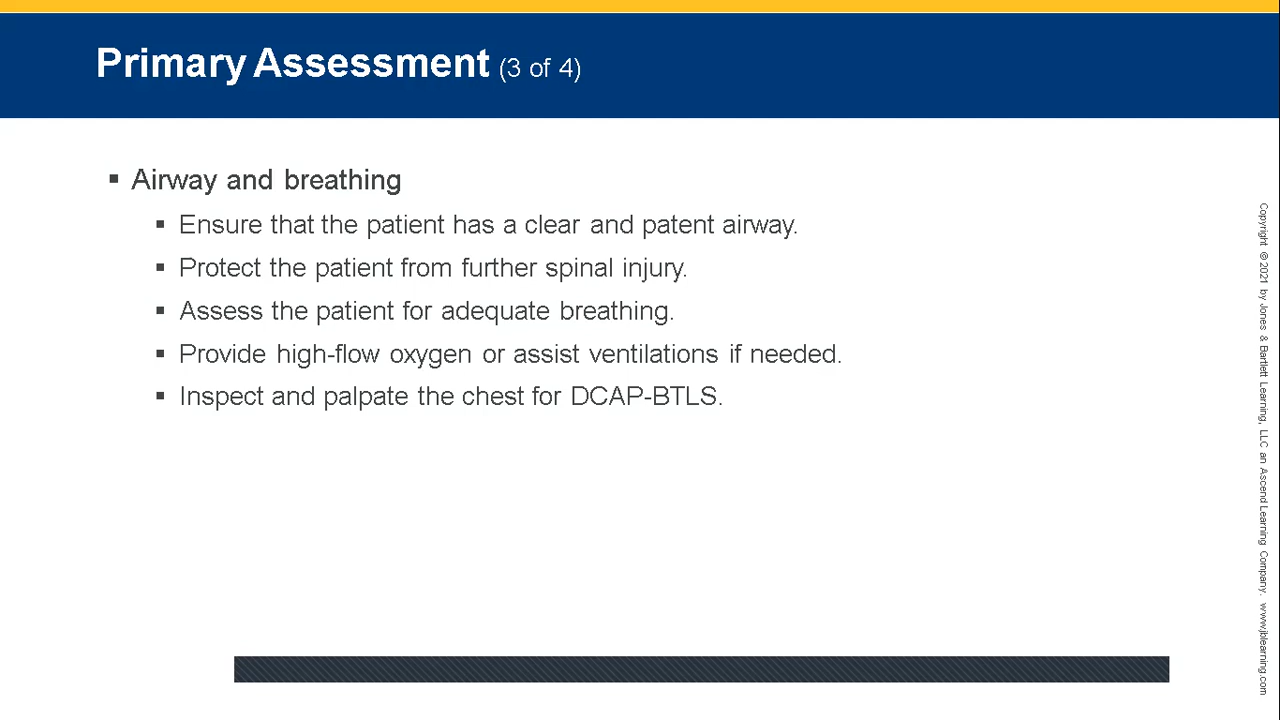 Primary Assessment (3 of 4)
▪ Airway and breathing
▪ Ensure that the patient has a clear and patent airway.
▪ Protect the patient from further spinal injury.
▪ Assess the patient for adequate breathing.
▪ Provide high-flow oxygen or assist ventilations if needed.
▪ Inspect and palpate the chest for DCAP-BTLS.
Copyright © 2021 by Jones & Bartlett Learning, LLC an Ascend Learning Company. www.jblearning.com